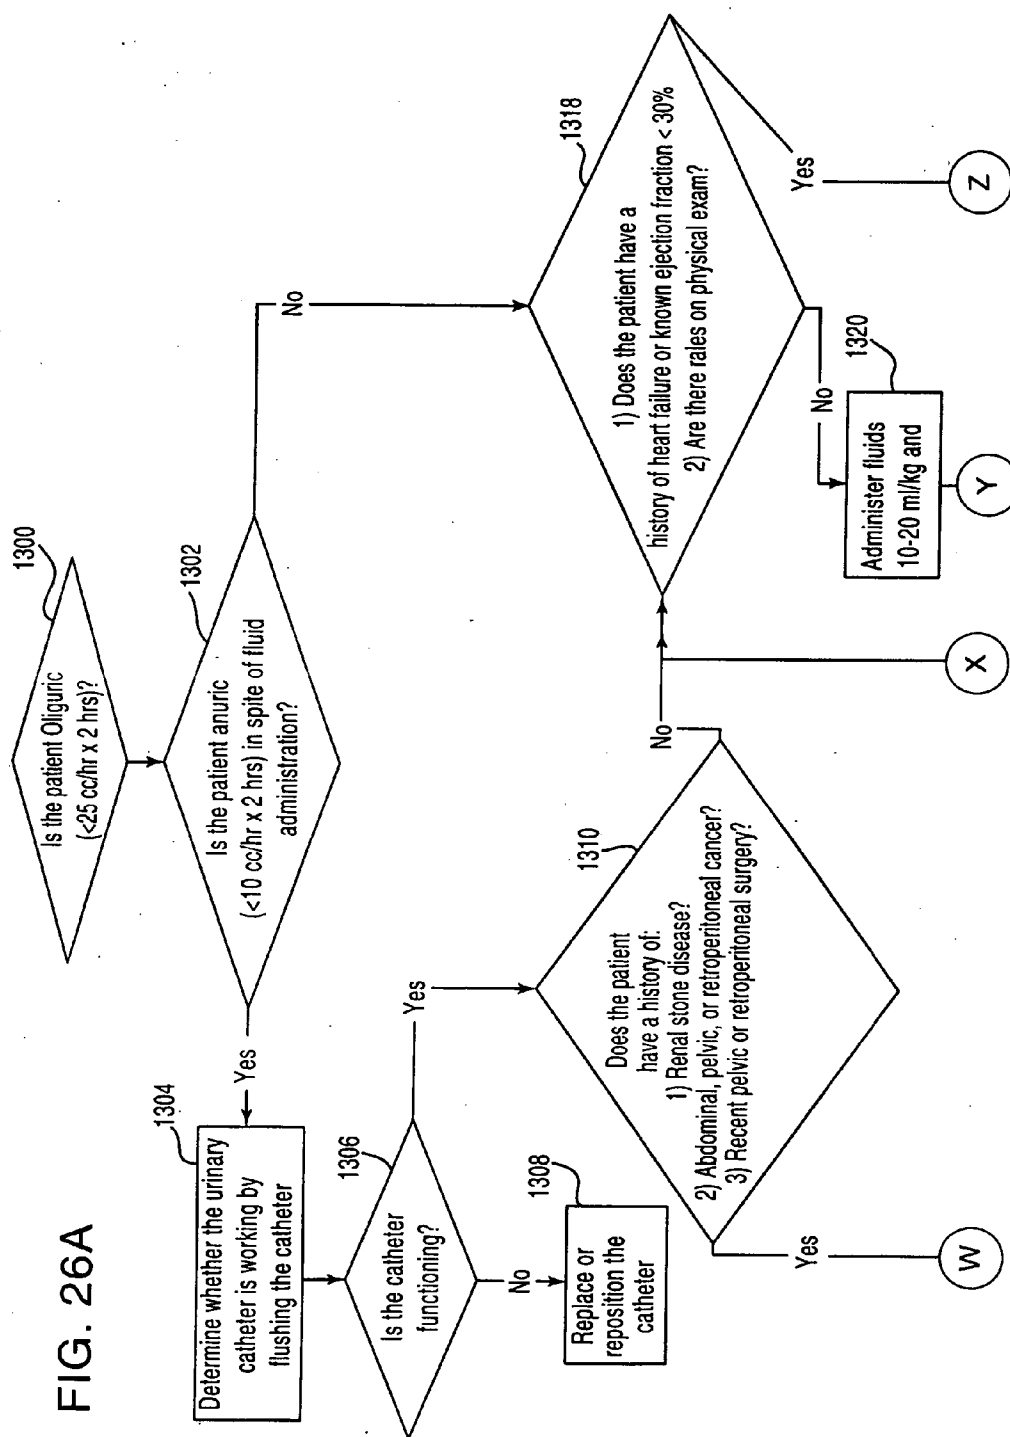 FIG. 26A
1300
Is the patient Oliguric
(<25 cc/hr x 2 hrs)?
1302
Is the patient anuric
(<10 cc/hr x 2 hrs) in spite of fluid
administration?
Yes
No
1304
Determine whether the urinary
catheter is working by
flushing the catheter
1306
Is the catheter
functioning?
Yes
No
1308
Replace or
reposition the
catheter
1310
Does the patient
have a history of:
1) Renal stone disease?
2) Abdominal, pelvic, or retroperitoneal cancer?
3) Recent pelvic or retroperitoneal surgery?
Yes
No
1318
1) Does the patient have a
history of heart failure or known ejection fraction < 30%
2) Are there rales on physical exam?
No
Yes
1320
Administer fluids
10-20 ml/kg and
W
X
Y
Z